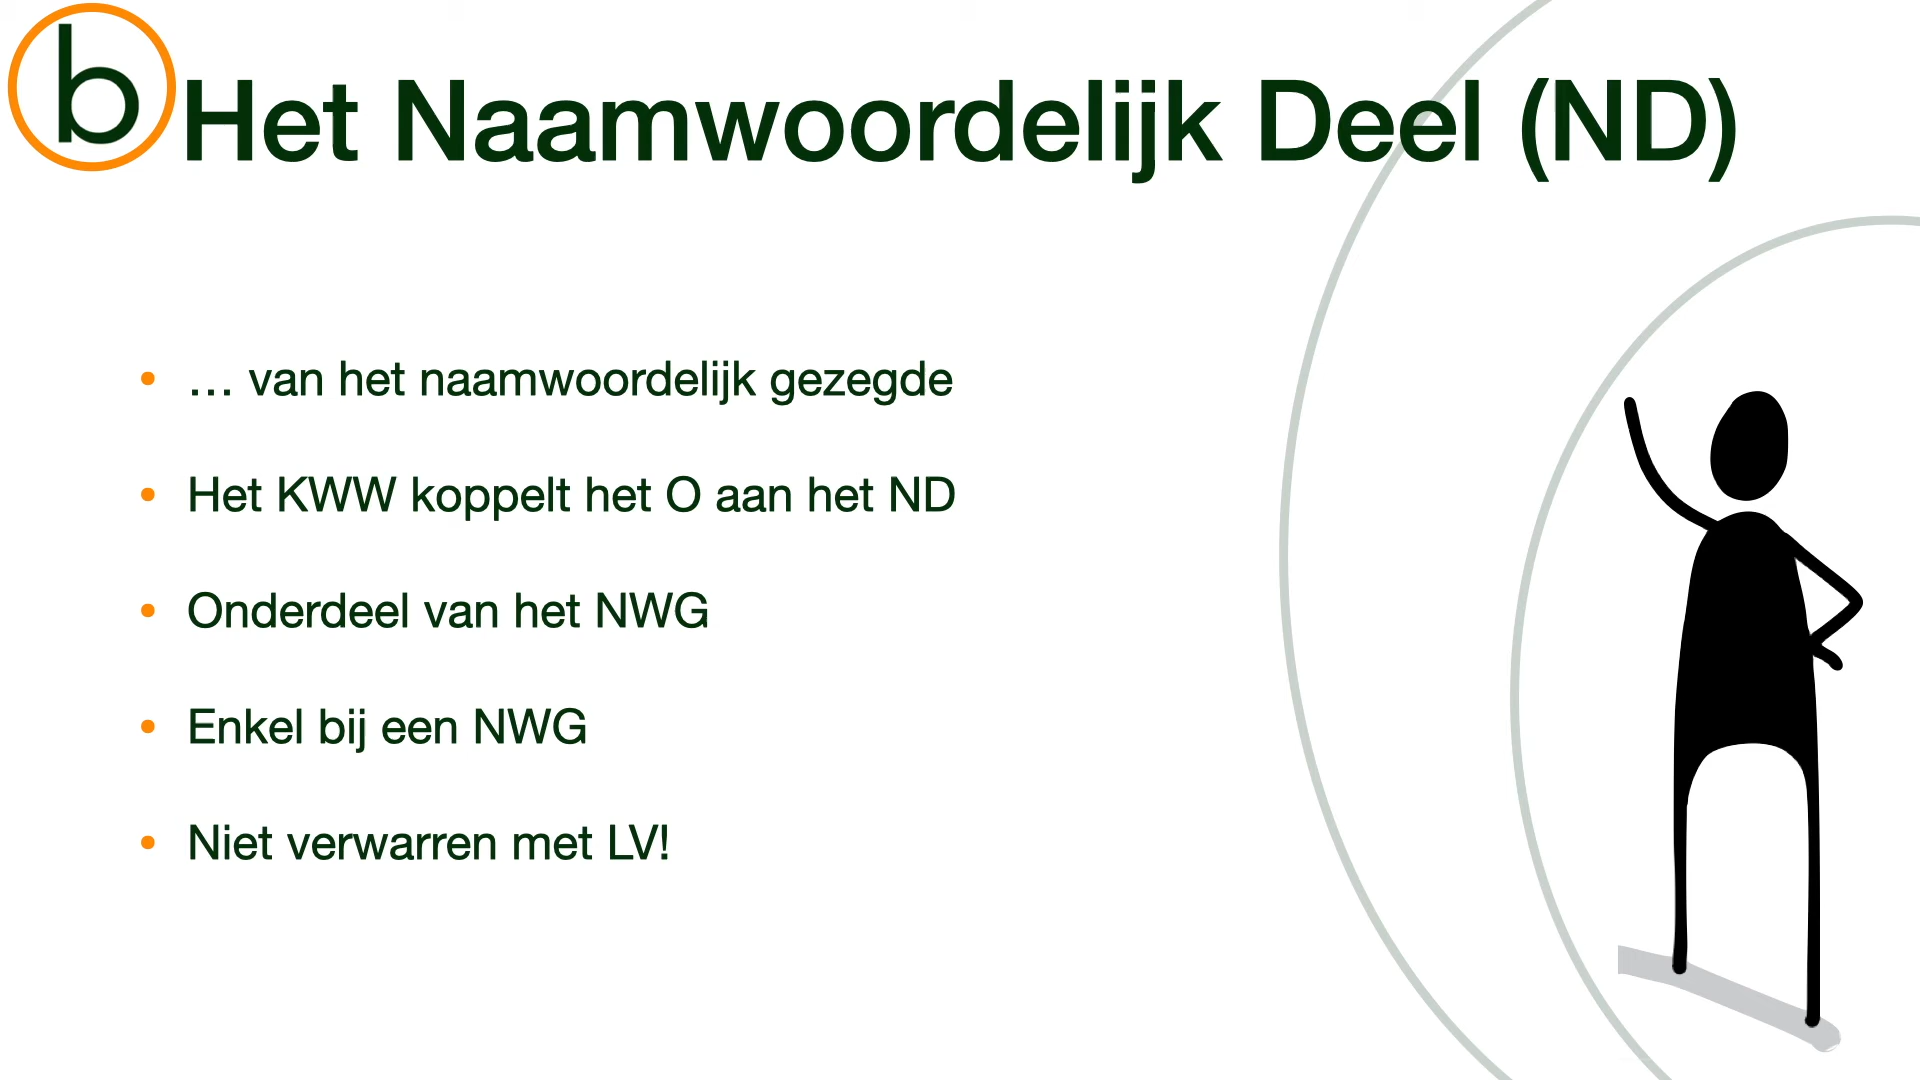 b
Het Naamwoordelijk Deel (ND)
• … van het naamwoordelijk gezegde
• Het KWW koppelt het O aan het ND
• Onderdeel van het NWG
• Enkel bij een NWG
• Niet verwarren met LV!